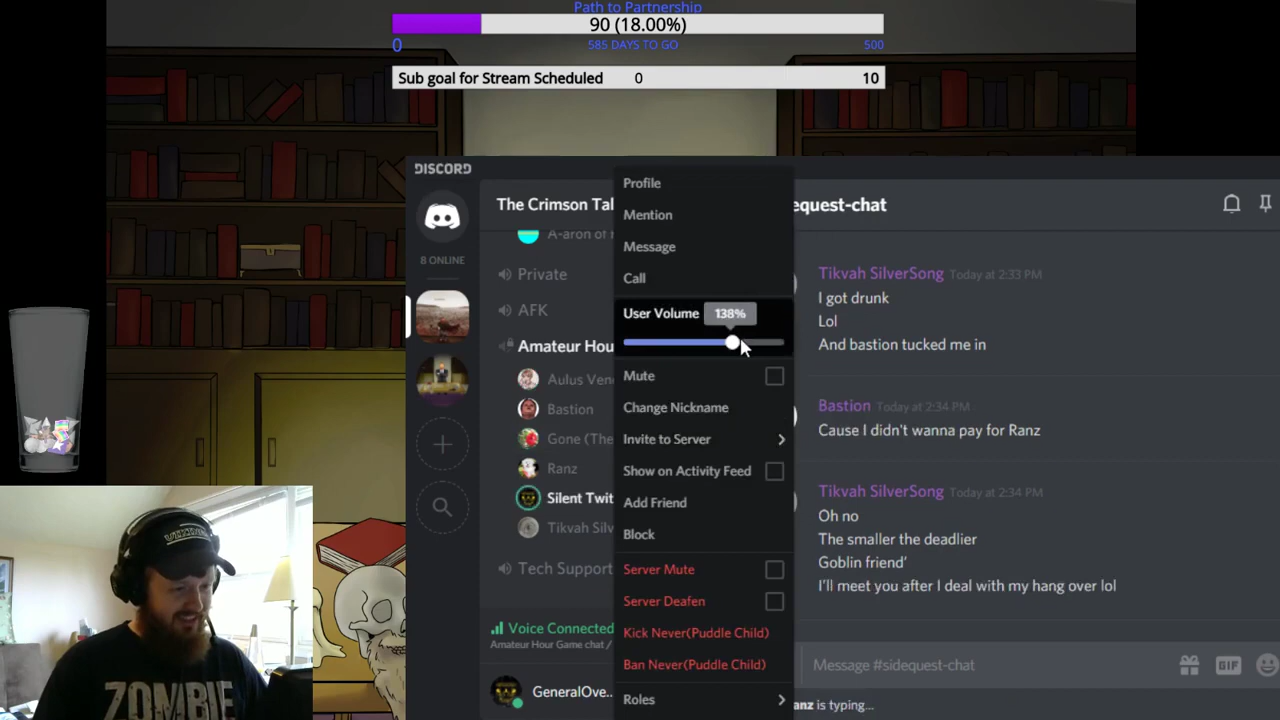 Path to Partnership
90 (18.00%)
0
585 DAYS TO GO
500
Sub goal for Stream Scheduled
0
10
DISCORD
8 ONLINE
The Crimson Tal
A-aron of
Private
AFK
Amateur Hou
Aulus Ven
Bastion
Gone (The
Ranz
Silent Twit
Tikvah Silv
Tech Support
Voice Connected
Amateur Hour Game chat /
GeneralOve...
Profile
Mention
Message
Call
User Volume
138%
Mute
Change Nickname
Invite to Server
Show on Activity Feed
Add Friend
Block
Server Mute
Server Deafen
Kick Never(Puddle Child)
Ban Never(Puddle Child)
Roles
equest-chat
Tikvah SilverSong Today at 2:33 PM
I got drunk
Lol
And bastion tucked me in
Bastion Today at 2:34 PM
Cause I didn't wanna pay for Ranz
Tikvah SilverSong Today at 2:34 PM
Oh no
The smaller the deadlier
Goblin friend'
I'll meet you after I deal with my hang over lol
Message #sidequest-chat
GIF
anz is typing...
ZOMBIE